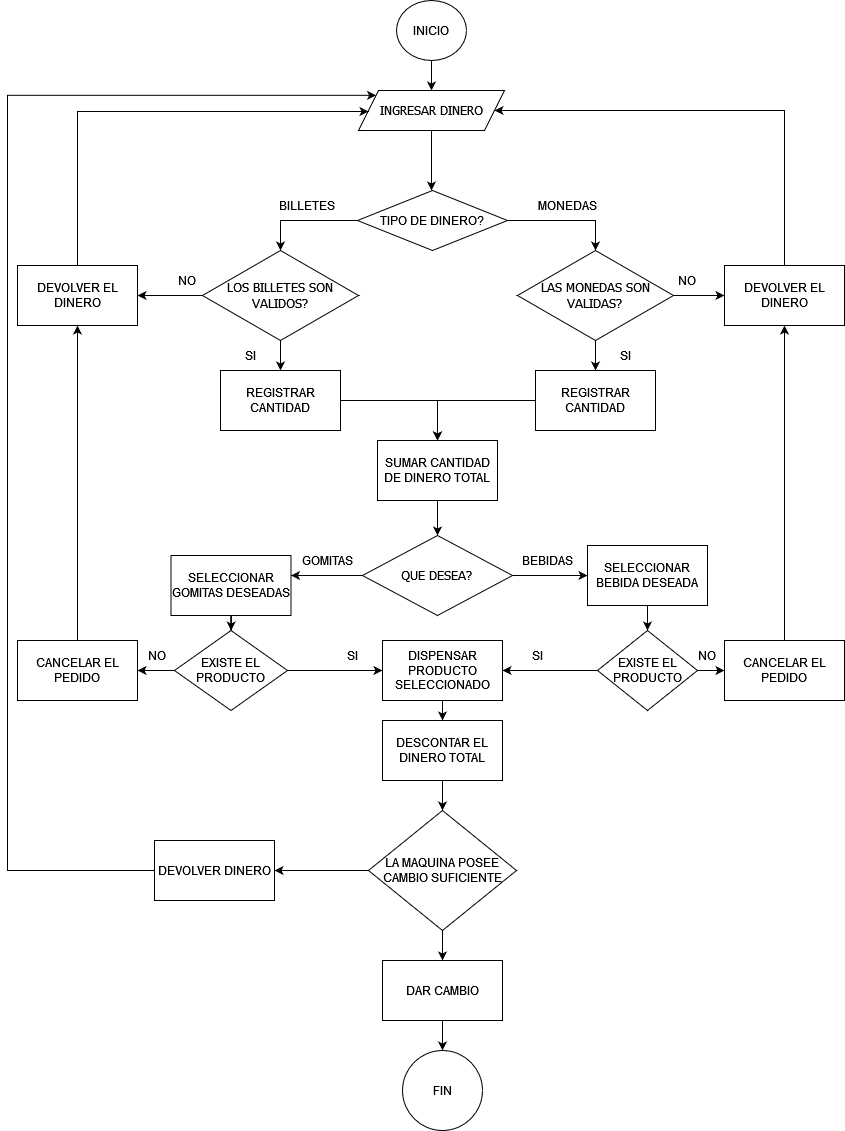 INICIO
INGRESAR DINERO
BILLETES
TIPO DE DINERO?
MONEDAS
DEVOLVER EL
DINERO
NO
LOS BILLETES SON
VALIDOS?
LAS MONEDAS SON
VALIDAS?
NO
DEVOLVER EL
DINERO
SI
SI
REGISTRAR
CANTIDAD
REGISTRAR
CANTIDAD
SUMAR CANTIDAD
DE DINERO TOTAL
SELECCIONAR
GOMITAS DESEADAS
GOMITAS
QUE DESEA?
BEBIDAS
SELECCIONAR
BEBIDA DESEADA
CANCELAR EL
PEDIDO
NO
EXISTE EL
PRODUCTO
SI
DISPENSAR
PRODUCTO
SELECCIONADO
SI
EXISTE EL
PRODUCTO
NO
CANCELAR EL
PEDIDO
DESCONTAR EL
DINERO TOTAL
DEVOLVER DINERO
LA MAQUINA POSEE
CAMBIO SUFICIENTE
DAR CAMBIO
FIN